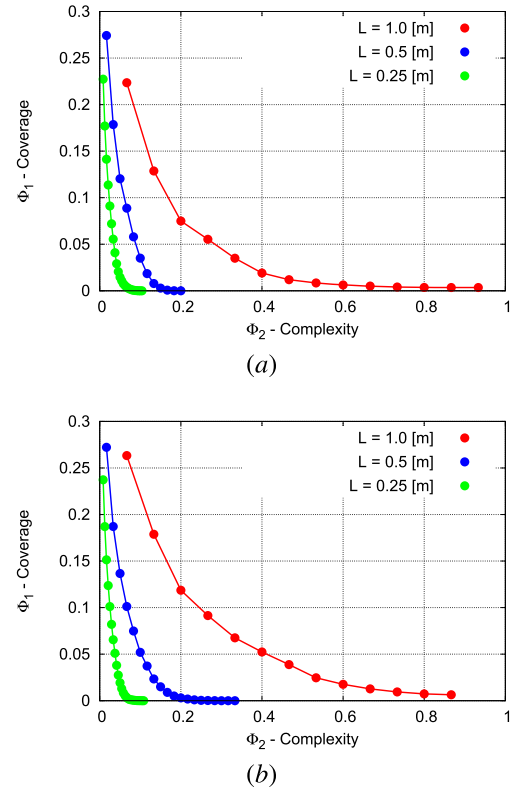 0.3
L = 1.0 [m]
L = 0.5 [m]
L = 0.25 [m]
0.25
0.2
0.15
0.1
0.05
0
Φ1 - Coverage
0 0.2 0.4 0.6 0.8 1
Φ2 - Complexity
(a)
0.3
L = 1.0 [m]
L = 0.5 [m]
L = 0.25 [m]
0.25
0.2
0.15
0.1
0.05
0
Φ1 - Coverage
0 0.2 0.4 0.6 0.8 1
Φ2 - Complexity
(b)